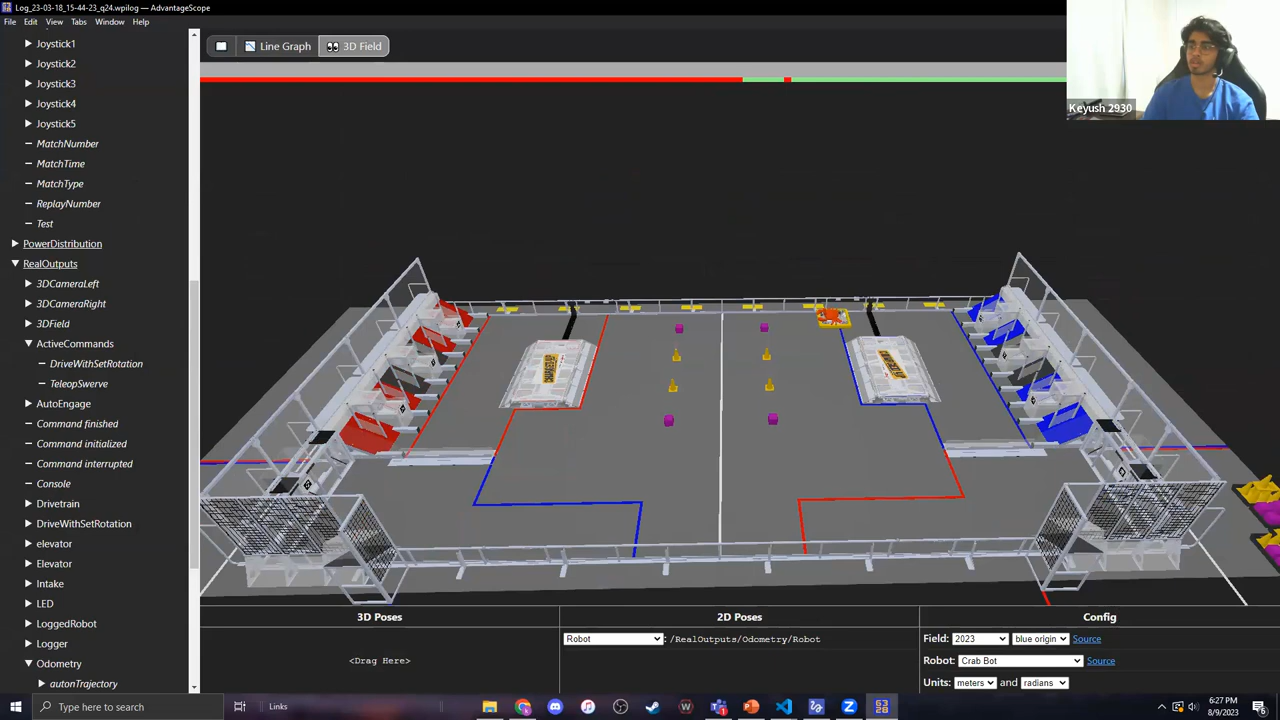 Log_23-03-18_15-44-23_q24.wpilog — AdvantageScope
File Edit View Tabs Window Help
Line Graph
3D Field
Keyush 2930
Joystick1
Joystick2
Joystick3
Joystick4
Joystick5
MatchNumber
MatchTime
MatchType
ReplayNumber
Test
PowerDistribution
RealOutputs
3DCameraLeft
3DCameraRight
3DField
ActiveCommands
DriveWithSetRotation
TeleopSwerve
AutoEngage
Command finished
Command initialized
Command interrupted
Console
Drivetrain
DriveWithSetRotation
elevator
Elevator
Intake
LED
LoggedRobot
Logger
Odometry
autonTrajectory
3D Poses
<Drag Here>
2D Poses
Robot : /RealOutputs/Odometry/Robot
Config
Field: 2023 blue origin Source
Robot: Crab Bot Source
Units: meters and radians
Type here to search
Links
6:27 PM
8/9/2023